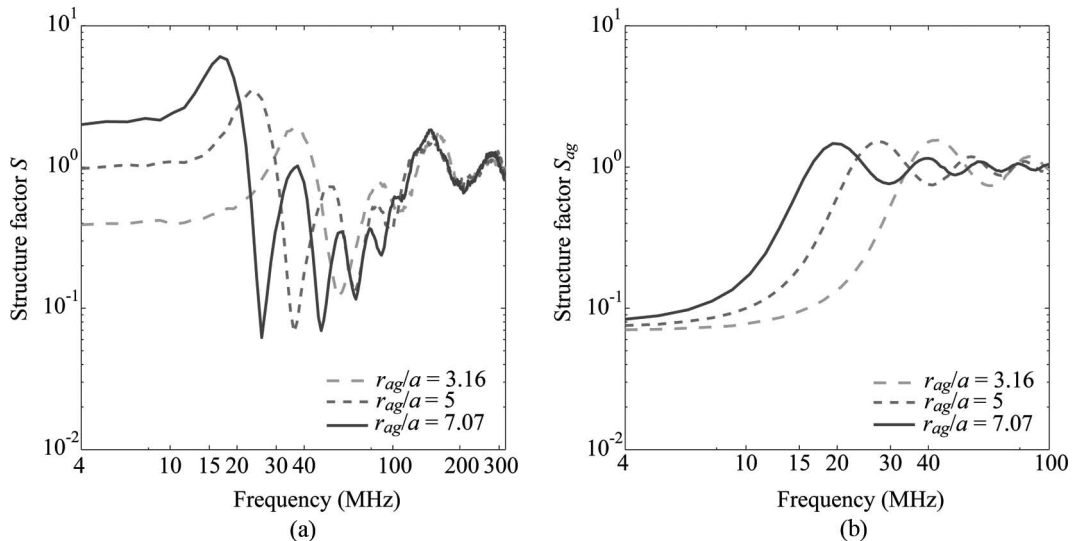 10¹
10⁰
10⁻¹
10⁻²
Structure factor S
4 10 15 20 30 40 100 200 300
Frequency (MHz)
r_ag/a = 3.16
r_ag/a = 5
r_ag/a = 7.07
(a)
10¹
10⁰
10⁻¹
10⁻²
Structure factor S_ag
4 10 15 20 30 40 100
Frequency (MHz)
r_ag/a = 3.16
r_ag/a = 5
r_ag/a = 7.07
(b)